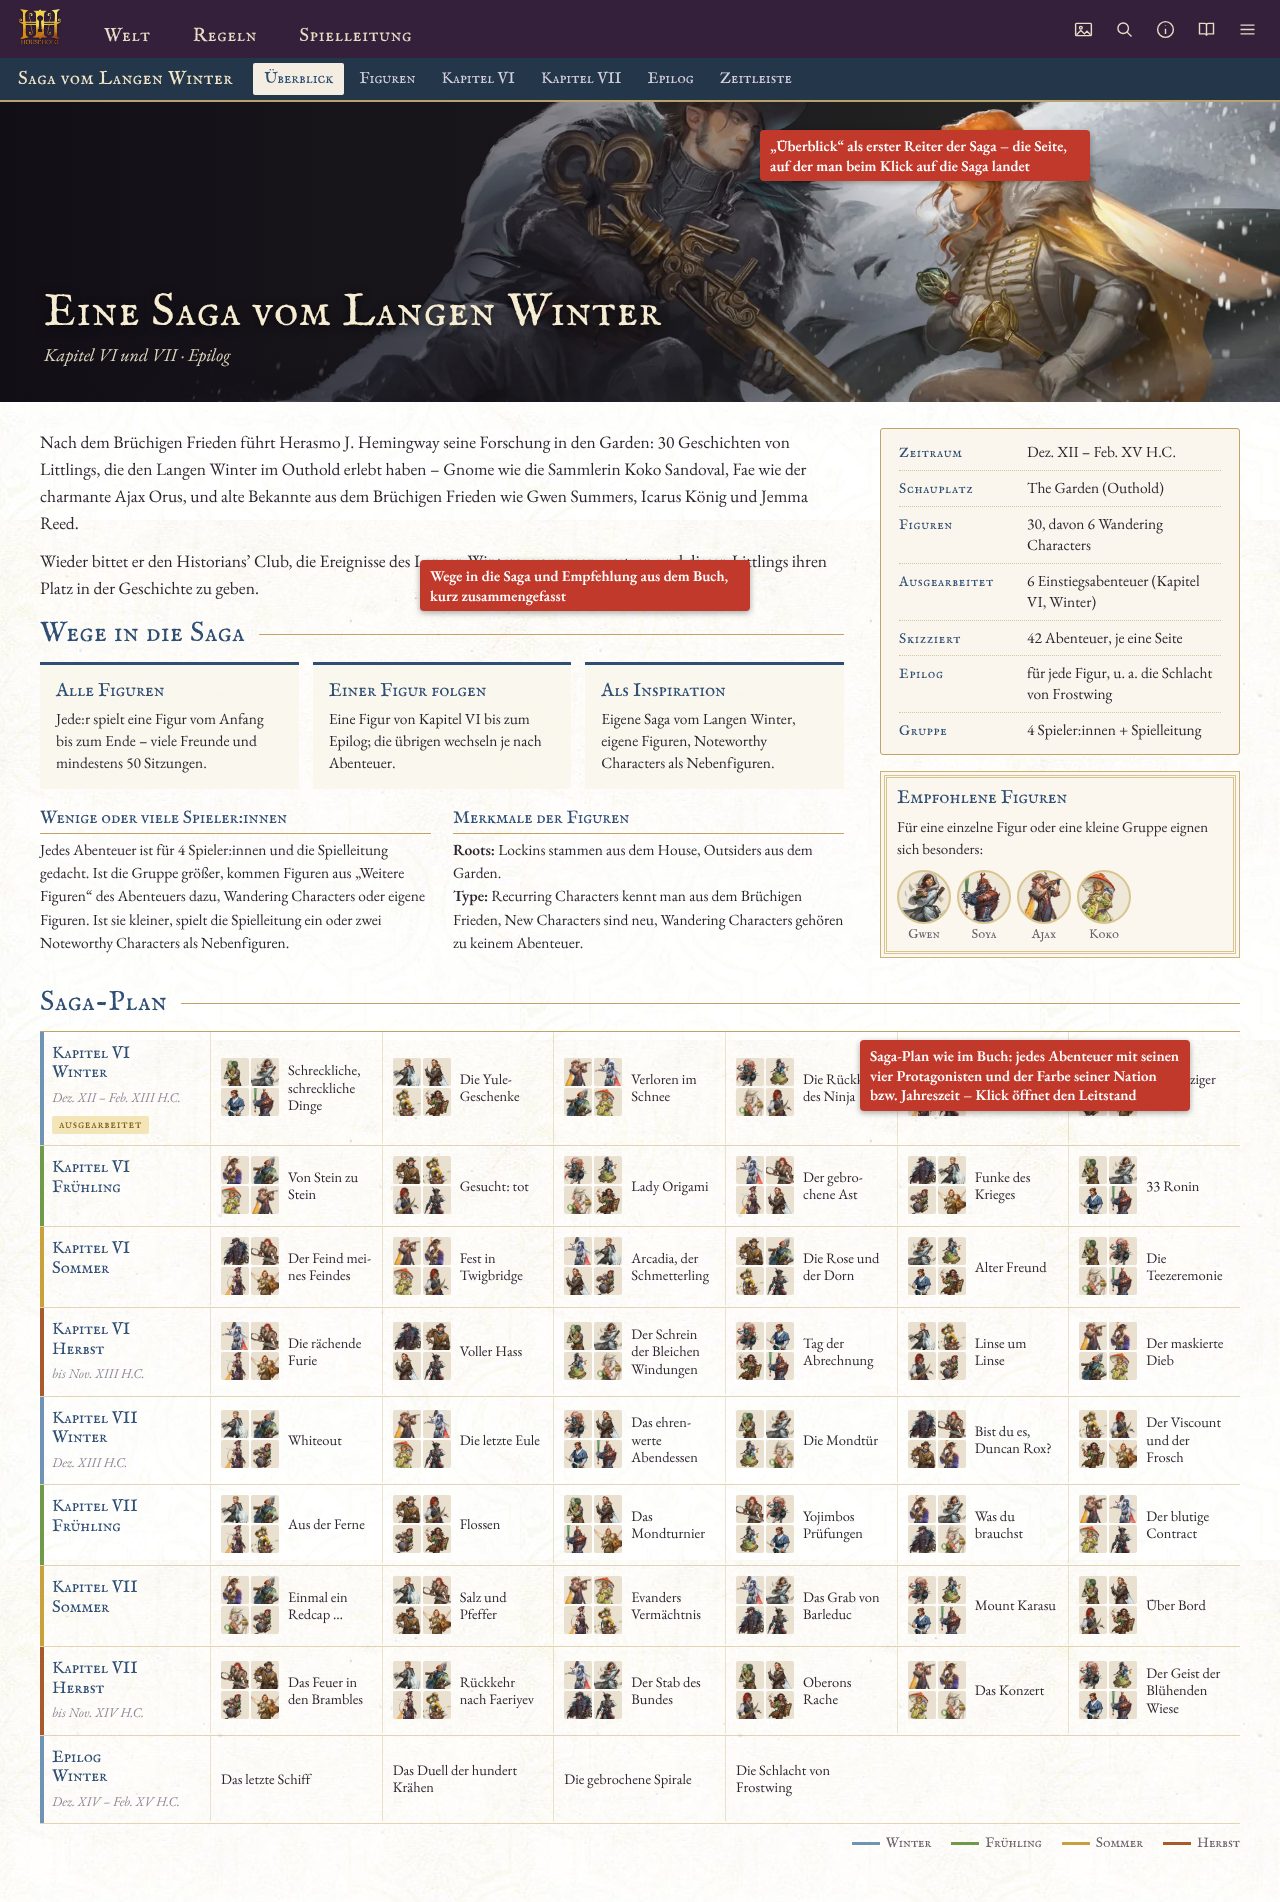 HOUSEHOLD
Welt
Regeln
Spielleitung
Saga vom Langen Winter
Überblick
Figuren
Kapitel VI
Kapitel VII
Epilog
Zeitleiste
„Überblick“ als erster Reiter der Saga – die Seite,
auf der man beim Klick auf die Saga landet
Eine Saga vom Langen Winter
Kapitel VI und VII · Epilog
Nach dem Brüchigen Frieden führt Herasmo J. Hemingway seine Forschung in den Garden: 30 Geschichten von
Littlings, die den Langen Winter im Outhold erlebt haben – Gnome wie die Sammlerin Koko Sandoval, Fae wie der
charmante Ajax Orus, und alte Bekannte aus dem Brüchigen Frieden wie Gwen Summers, Icarus König und Jemma
Reed.
Wieder bittet er den Historians’ Club, die Ereignisse des Littlings ihren
Platz in der Geschichte zu geben.
Wege in die Saga und Empfehlung aus dem Buch,
kurz zusammengefasst
Zeitraum
Dez. XII – Feb. XV H.C.
Schauplatz
The Garden (Outhold)
Figuren
30, davon 6 Wandering
Characters
Ausgearbeitet
6 Einstiegsabenteuer (Kapitel
VI, Winter)
Skizziert
42 Abenteuer, je eine Seite
Epilog
für jede Figur, u. a. die Schlacht
von Frostwing
Gruppe
4 Spieler:innen + Spielleitung
Wege in die Saga
Alle Figuren
Jede:r spielt eine Figur vom Anfang
bis zum Ende – viele Freunde und
mindestens 50 Sitzungen.
Einer Figur folgen
Eine Figur von Kapitel VI bis zum
Epilog; die übrigen wechseln je nach
Abenteuer.
Als Inspiration
Eigene Saga vom Langen Winter,
eigene Figuren, Noteworthy
Characters als Nebenfiguren.
Wenige oder viele Spieler:innen
Jedes Abenteuer ist für 4 Spieler:innen und die Spielleitung
gedacht. Ist die Gruppe größer, kommen Figuren aus „Weitere
Figuren“ des Abenteuers dazu, Wandering Characters oder eigene
Figuren. Ist sie kleiner, spielt die Spielleitung ein oder zwei
Noteworthy Characters als Nebenfiguren.
Merkmale der Figuren
Roots: Lockins stammen aus dem House, Outsiders aus dem
Garden.
Type: Recurring Characters kennt man aus dem Brüchigen
Frieden, New Characters sind neu, Wandering Characters gehören
zu keinem Abenteuer.
Empfohlene Figuren
Für eine einzelne Figur oder eine kleine Gruppe eignen
sich besonders:
Gwen
Soya
Ajax
Koko
Saga-Plan
Saga-Plan wie im Buch: jedes Abenteuer mit seinen
vier Protagonisten und der Farbe seiner Nation
bzw. Jahreszeit – Klick öffnet den Leitstand
Kapitel VI
Winter
Dez. XII – Feb. XIII H.C.
ausgearbeitet
Schreckliche,
schreckliche
Dinge
Die Yule-
Geschenke
Verloren im
Schnee
Die
des Ninja
Kapitel VI
Frühling
Von Stein zu
Stein
Gesucht: tot
Lady Origami
Der gebro-
chene Ast
Funke des
Krieges
33 Ronin
Kapitel VI
Sommer
Der Feind mei-
nes Feindes
Fest in
Twigbridge
Arcadia, der
Schmetterling
Die Rose und
der Dorn
Alter Freund
Die
Teezeremonie
Kapitel VI
Herbst
bis Nov. XIII H.C.
Die rächende
Furie
Voller Hass
Der Schrein
der Bleichen
Windungen
Tag der
Abrechnung
Linse um
Linse
Der maskierte
Dieb
Kapitel VII
Winter
Dez. XIII H.C.
Whiteout
Die letzte Eule
Das ehren-
werte
Abendessen
Die Mondtür
Bist du es,
Duncan Rox?
Der Viscount
und der
Frosch
Kapitel VII
Frühling
Aus der Ferne
Flossen
Das
Mondturnier
Yojimbos
Prüfungen
Was du
brauchst
Der blutige
Contract
Kapitel VII
Sommer
Einmal ein
Redcap ...
Salz und
Pfeffer
Evanders
Vermächtnis
Das Grab von
Barleduc
Mount Karasu
Über Bord
Kapitel VII
Herbst
bis Nov. XIV H.C.
Das Feuer in
den Brambles
Rückkehr
nach Faeriyev
Der Stab des
Bundes
Oberons
Rache
Das Konzert
Der Geist der
Blühenden
Wiese
Epilog
Winter
Dez. XIV – Feb. XV H.C.
Das letzte Schiff
Das Duell der hundert
Krähen
Die gebrochene Spirale
Die Schlacht von
Frostwing
Winter
Frühling
Sommer
Herbst